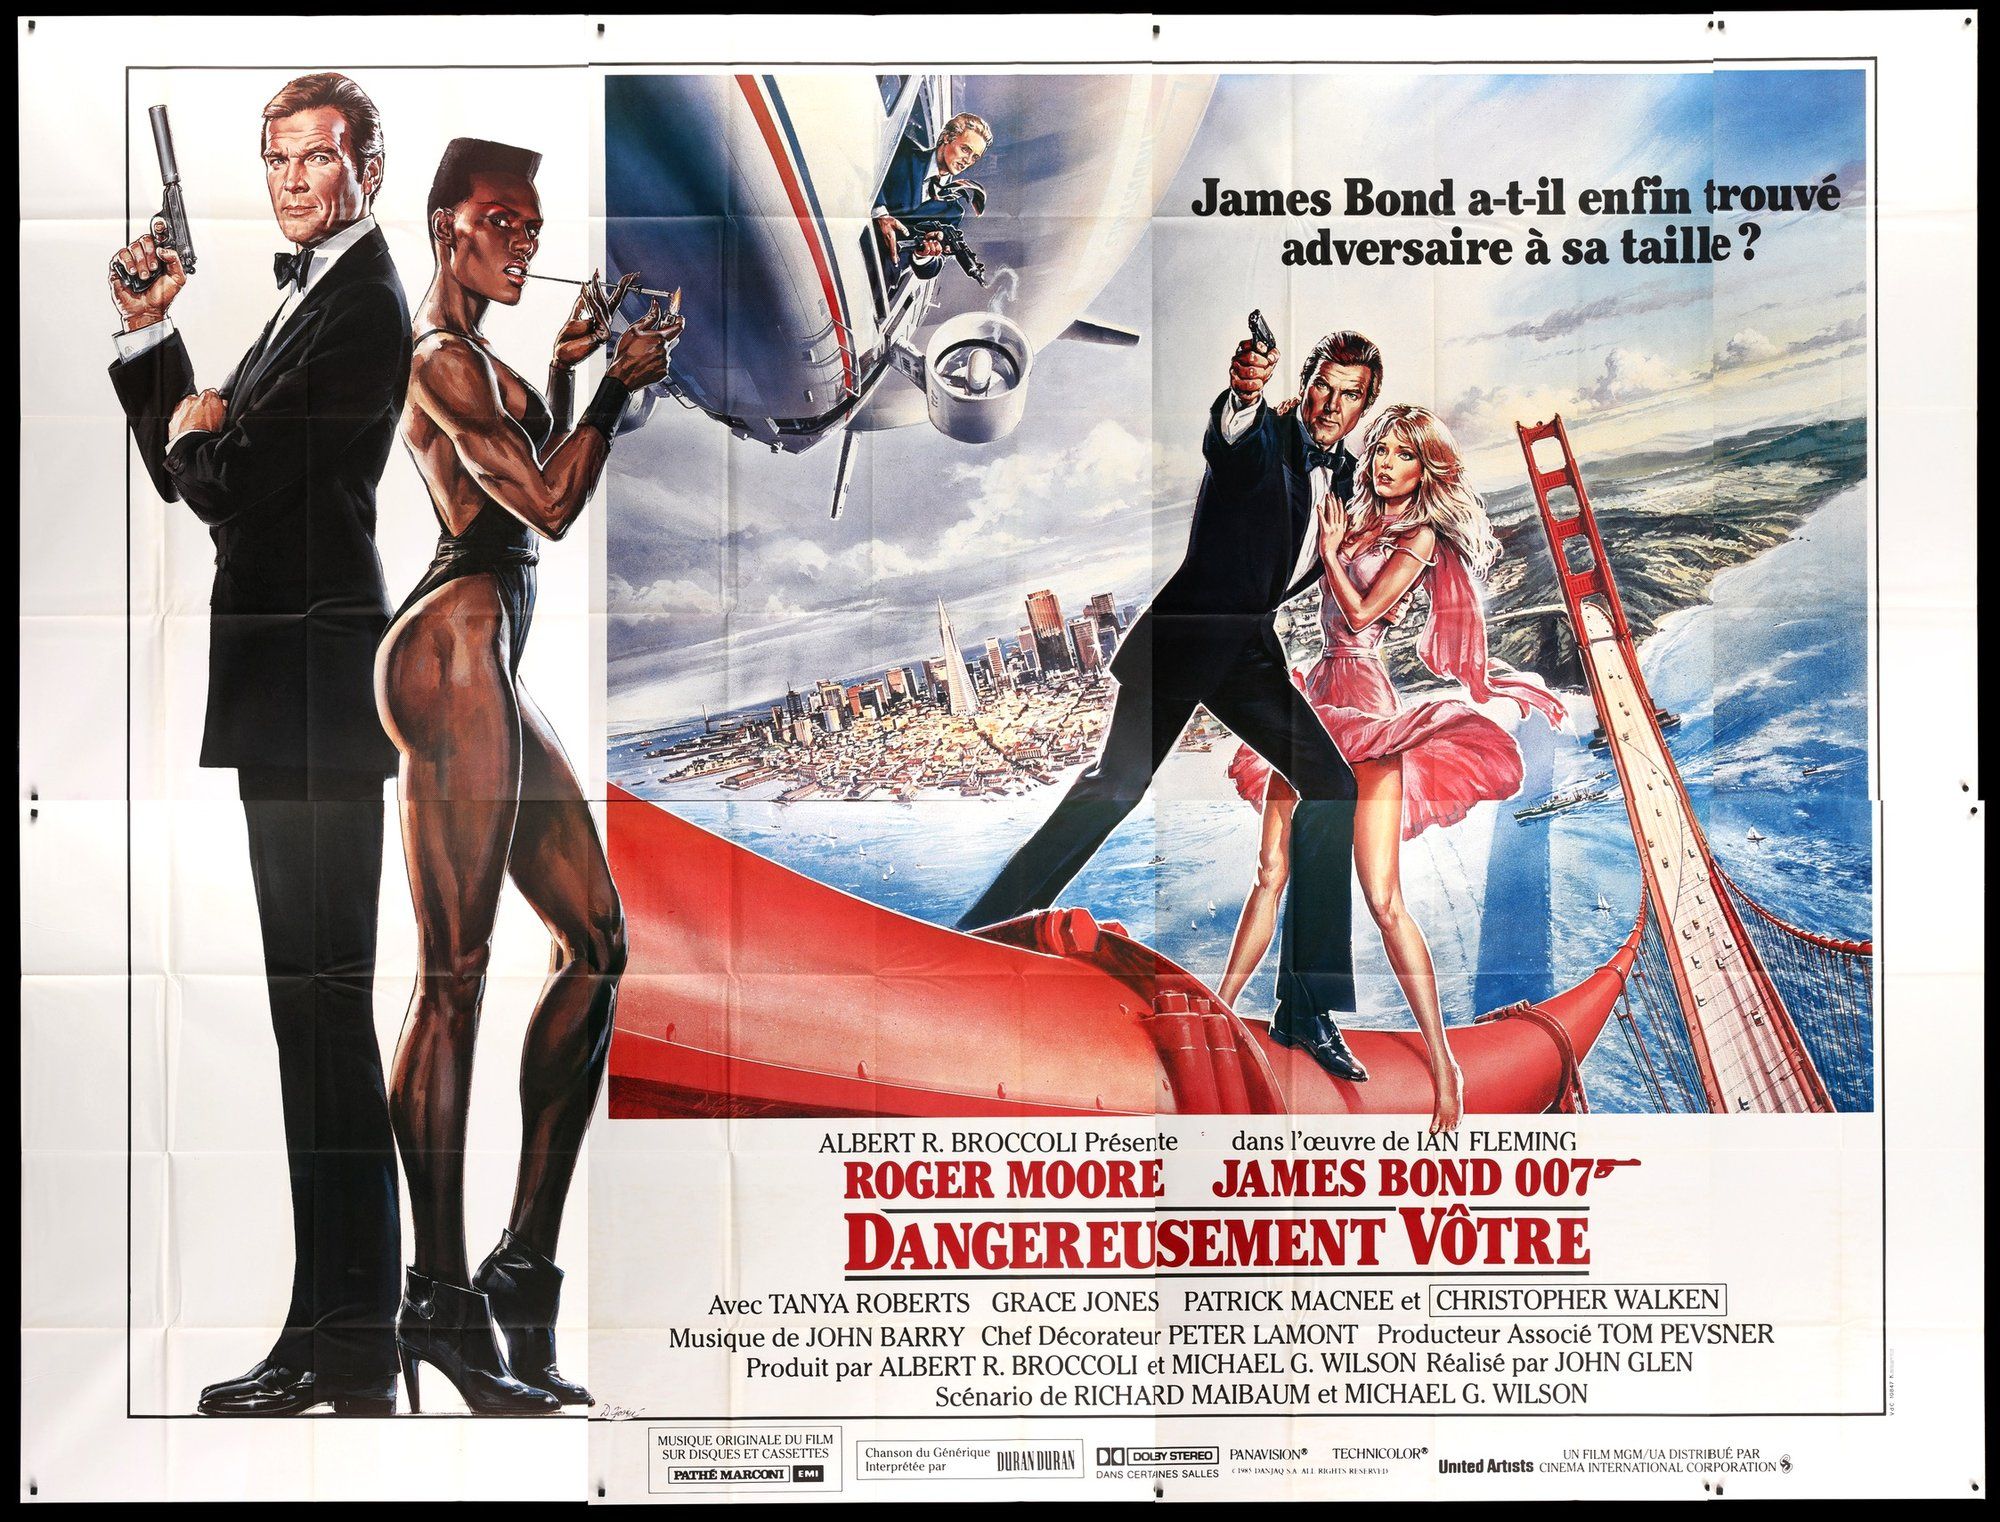 James Bond a-t-il enfin trouvé
adversaire à sa taille ?
ALBERT R. BROCCOLI Présente
dans l'œuvre de IAN FLEMING
ROGER MOORE JAMES BOND 007
DANGEREUSEMENT VÔTRE
Avec TANYA ROBERTS GRACE JONES PATRICK MACNEE et CHRISTOPHER WALKEN
Musique de JOHN BARRY Chef Décorateur PETER LAMONT Producteur Associé TOM PEVSNER
Produit par ALBERT R. BROCCOLI et MICHAEL G. WILSON Réalisé par JOHN GLEN
Scénario de RICHARD MAIBAUM et MICHAEL G. WILSON
MUSIQUE ORIGINALE DU FILM
SUR DISQUES ET CASSETTES
PATHÉ MARCONI EMI
Chanson du Générique
Interprétée par
DURAN DURAN
DOLBY STEREO
DANS CERTAINES SALLES
PANAVISION® TECHNICOLOR®
© 1985 DANJAQ S.A. ALL RIGHTS RESERVED
United Artists
UN FILM MGM/UA DISTRIBUÉ PAR
CINEMA INTERNATIONAL CORPORATION